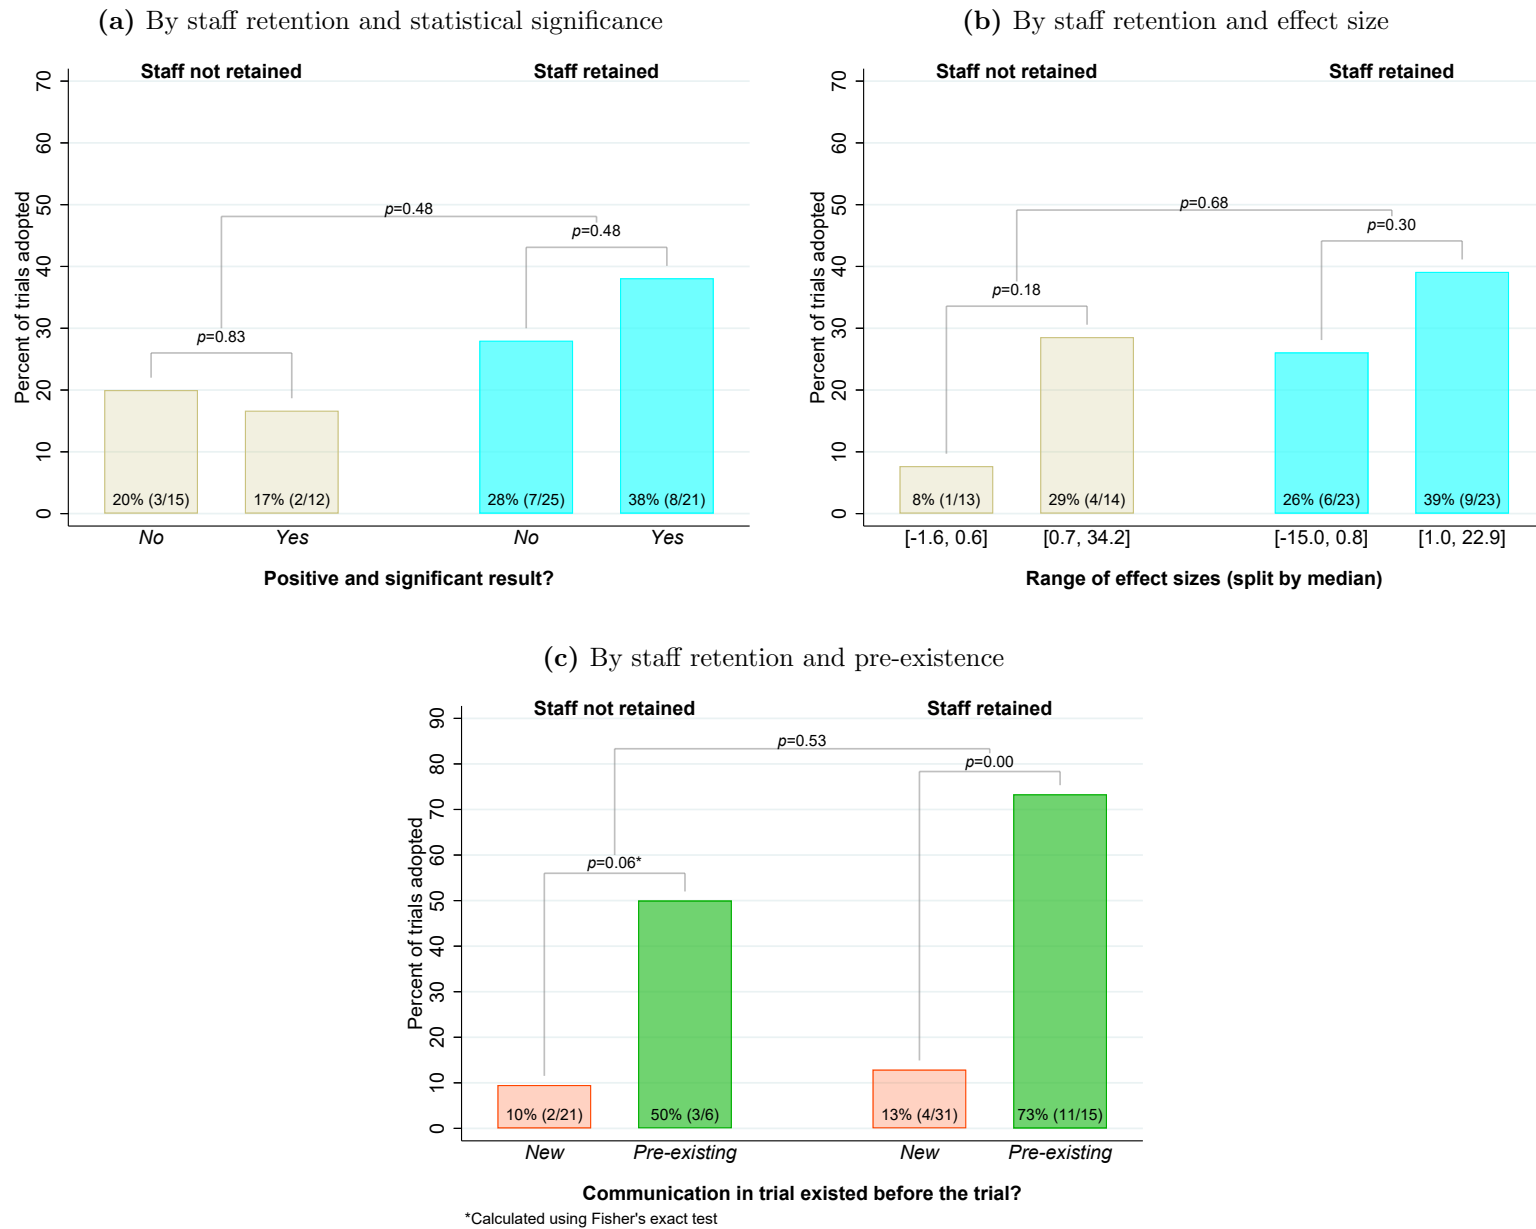 (a) By staff retention and statistical significance
Staff not retained
Staff retained
Percent of trials adopted
70
60
50
40
30
20
10
0
p=0.48
p=0.48
p=0.83
20% (3/15)
17% (2/12)
28% (7/25)
38% (8/21)
No
Yes
No
Yes
Positive and significant result?
(b) By staff retention and effect size
Staff not retained
Staff retained
Percent of trials adopted
70
60
50
40
30
20
10
0
p=0.68
p=0.30
p=0.18
8% (1/13)
29% (4/14)
26% (6/23)
39% (9/23)
[-1.6, 0.6]
[0.7, 34.2]
[-15.0, 0.8]
[1.0, 22.9]
Range of effect sizes (split by median)
(c) By staff retention and pre-existence
Staff not retained
Staff retained
Percent of trials adopted
90
80
70
60
50
40
30
20
10
0
p=0.53
p=0.00
p=0.06*
10% (2/21)
50% (3/6)
13% (4/31)
73% (11/15)
New
Pre-existing
New
Pre-existing
Communication in trial existed before the trial?
*Calculated using Fisher's exact test